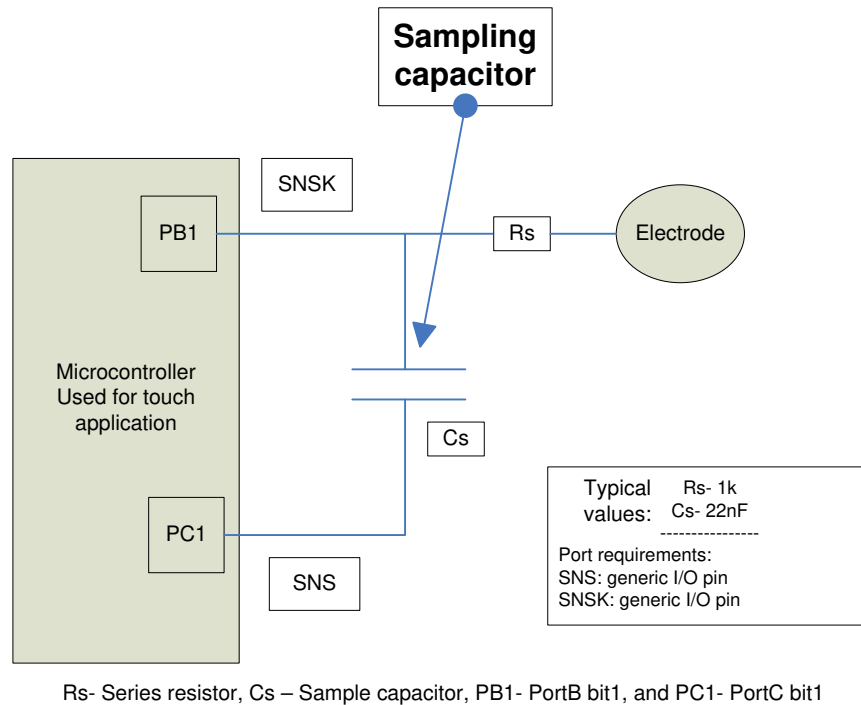 Sampling
capacitor
SNSK
PB1
Rs
Electrode
Microcontroller
Used for touch
application
Cs
PC1
SNS
Typical
values:
Rs- 1k
Cs- 22nF
----------------
Port requirements:
SNS: generic I/O pin
SNSK: generic I/O pin
Rs- Series resistor, Cs – Sample capacitor, PB1- PortB bit1, and PC1- PortC bit1